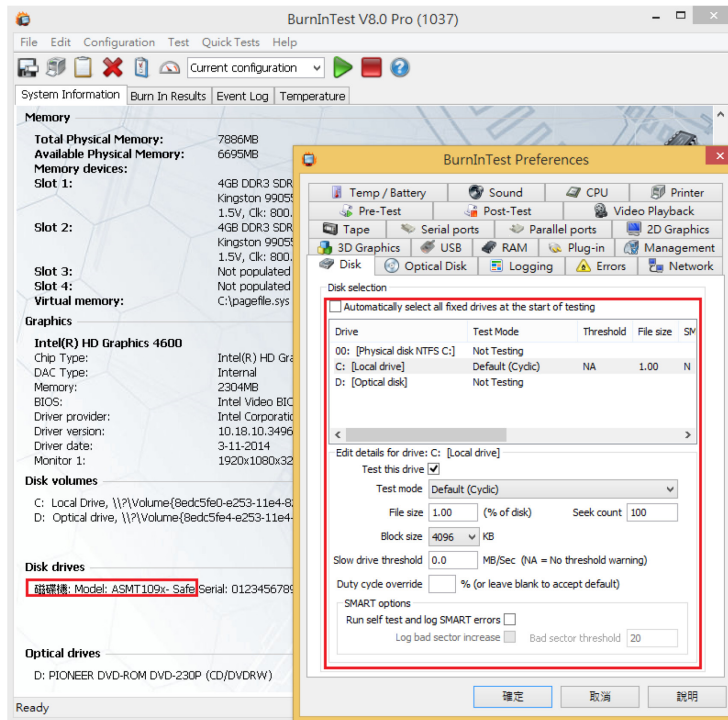 BurnInTest V8.0 Pro (1037)
File Edit Configuration Test Quick Tests Help
Current configuration
System Information Burn In Results Event Log Temperature
Memory
Total Physical Memory: 7886MB
Available Physical Memory: 6695MB
Memory devices:
Slot 1: 4GB DDR3 SDR
Kingston 9905
1.5V, Clk: 800.
Slot 2: 4GB DDR3 SDR
Kingston 9905
1.5V, Clk: 800.
Slot 3: Not populated
Slot 4: Not populated
Virtual memory: C:\pagefile.sys
Graphics
Intel(R) HD Graphics 4600
Chip Type: Intel(R) HD Gra
DAC Type: Internal
Memory: 2304MB
BIOS: Intel Video BIO
Driver provider: Intel Corporatio
Driver version: 10.18.10.3496
Driver date: 3-11-2014
Monitor 1: 1920x1080x32
Disk volumes
C: Local Drive, \\?\Volume{8edc5fe0-e253-11e4-8
D: Optical drive, \\?\Volume{8edc5fe4-e253-11e4-
Disk drives
磁碟機: Model: ASMT109x- Safe Serial: 0123456789
Optical drives
D: PIONEER DVD-ROM DVD-230P (CD/DVDRW)
Ready
BurnInTest Preferences
Temp / Battery Sound CPU Printer
Pre-Test Post-Test Video Playback
Tape Serial ports Parallel ports 2D Graphics
3D Graphics USB RAM Plug-in Management
Disk Optical Disk Logging Errors Network
Disk selection
Automatically select all fixed drives at the start of testing
Drive Test Mode Threshold File size SM
00: [Physical disk NTFS C:] Not Testing
C: [Local drive] Default (Cyclic) NA 1.00 N
D: [Optical disk] Not Testing
Edit details for drive: C: [Local drive]
Test this drive
Test mode Default (Cyclic)
File size 1.00 (% of disk) Seek count 100
Block size 4096 KB
Slow drive threshold 0.0 MB/Sec (NA = No threshold warning)
Duty cycle override % (or leave blank to accept default)
SMART options
Run self test and log SMART errors
Log bad sector increase Bad sector threshold 20
確定 取消 說明